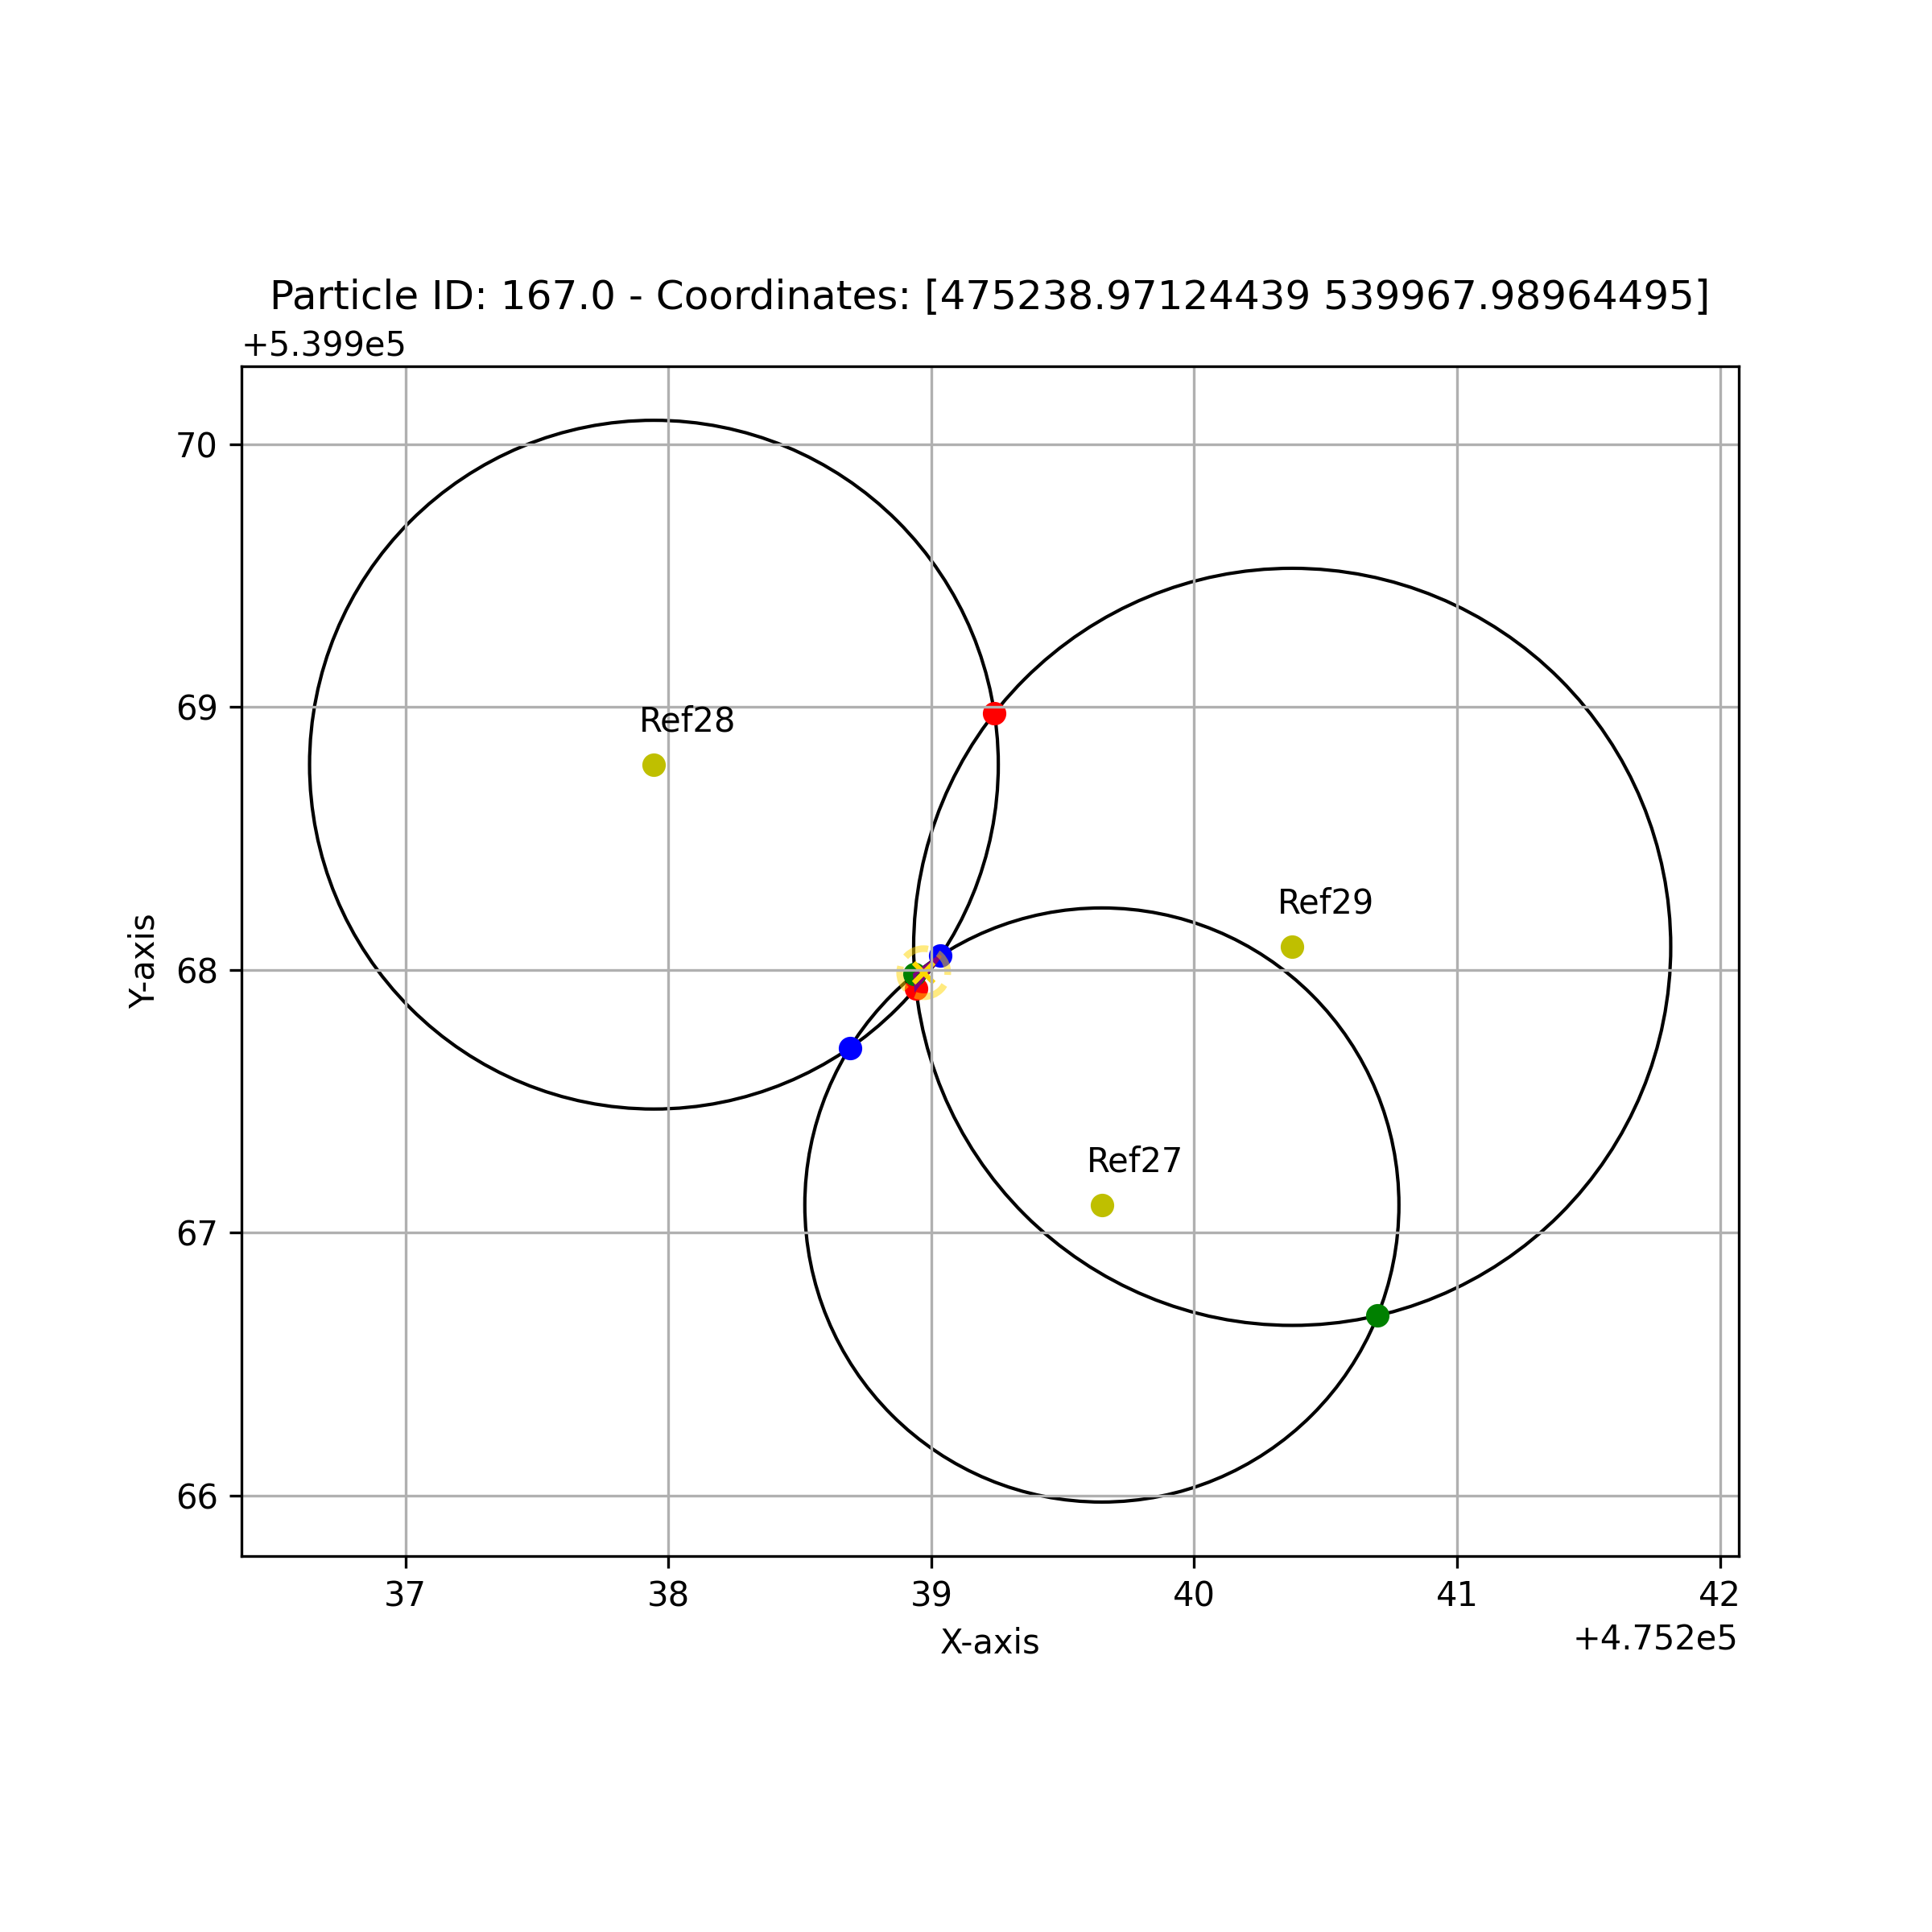 Particle ID: 167.0 - Coordinates: [475238.97124439 539967.98964495]
+5.399e5
70
69
68
67
66
Y-axis
Ref28
Ref29
Ref27
37 38 39 40 41 42
X-axis
+4.752e5